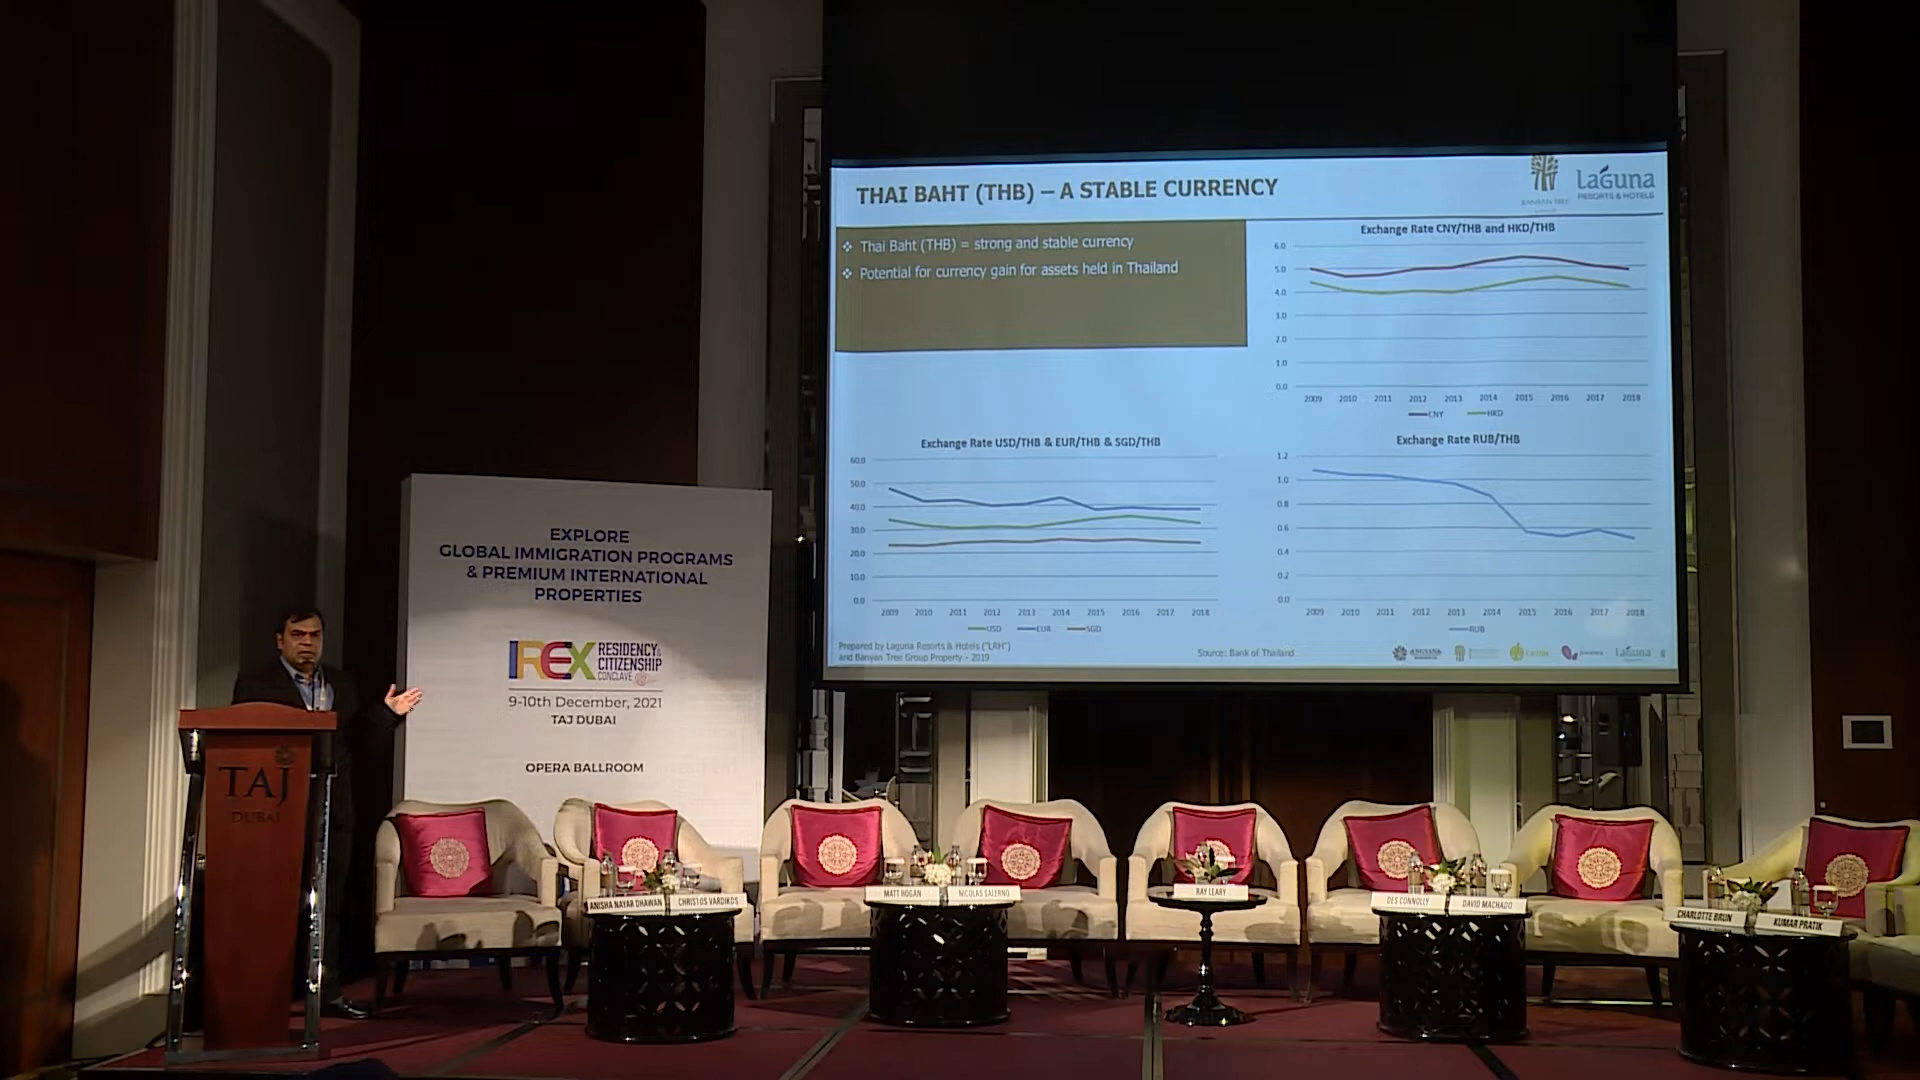 THAI BAHT (THB) – A STABLE CURRENCY
Laguna
RESORTS & HOTELS
BANYAN TREE
❖ Thai Baht (THB) = strong and stable currency
❖ Potential for currency gain for assets held in Thailand
Exchange Rate CNY/THB and HKD/THB
6.0
5.0
4.0
3.0
2.0
1.0
0.0
2009 2010 2011 2012 2013 2014 2015 2016 2017 2018
CNY HKD
Exchange Rate USD/THB & EUR/THB & SGD/THB
60.0
50.0
40.0
30.0
20.0
10.0
0.0
2009 2010 2011 2012 2013 2014 2015 2016 2017 2018
USD EUR SGD
Exchange Rate RUB/THB
1.2
1.0
0.8
0.6
0.4
0.2
0.0
2009 2010 2011 2012 2013 2014 2015 2016 2017 2018
RUB
Prepared by Laguna Resorts & Hotels ("LRH")
and Banyan Tree Group Property - 2019
Source: Bank of Thailand
Laguna
8
EXPLORE
GLOBAL IMMIGRATION PROGRAMS
& PREMIUM INTERNATIONAL
PROPERTIES
IREX RESIDENCY &
CITIZENSHIP
CONCLAVE
9-10th December, 2021
TAJ DUBAI
OPERA BALLROOM
TAJ
DUBAI
ANISHA NAYAR DHAWAN
CHRISTOS VARDIKOS
MATT HOGAN
NICOLAS SALERNO
RAY LEARY
DES CONNOLLY
DAVID MACHADO
CHARLOTTE BRUN
KUMAR PRATIK